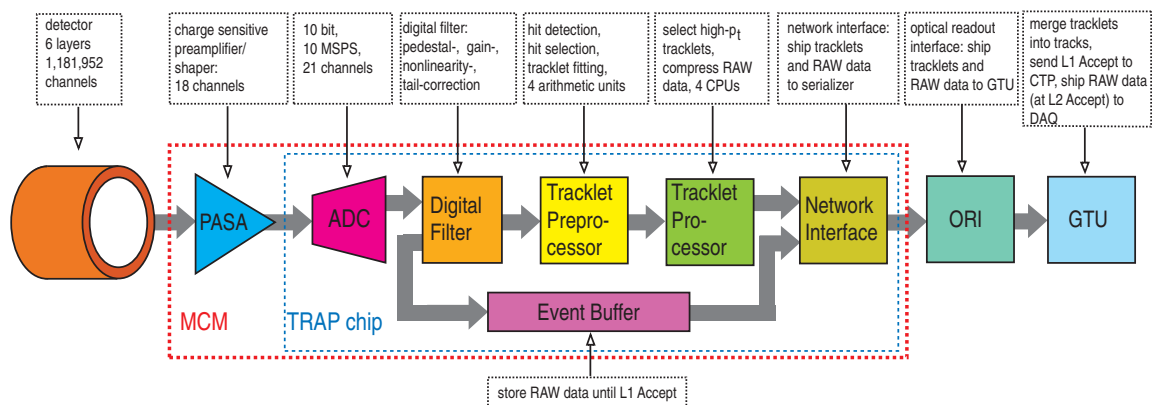 detector
6 layers
1,181,952
channels
charge sensitive
preamplifier/
shaper:
18 channels
10 bit,
10 MSPS,
21 channels
digital filter:
pedestal-, gain-,
nonlinearity-,
tail-correction
hit detection,
hit selection,
tracklet fitting,
4 arithmetic units
select high-pt
tracklets,
compress RAW
data, 4 CPUs
network interface:
ship tracklets
and RAW data
to serializer
optical readout
interface: ship
tracklets and
RAW data to GTU
merge tracklets
into tracks,
send L1 Accept to
CTP, ship RAW data
(at L2 Accept) to
DAQ
PASA
ADC
Digital
Filter
Tracklet
Prepro-
cessor
Tracklet
Pro-
cessor
Network
Interface
ORI
GTU
Event Buffer
MCM
TRAP chip
store RAW data until L1 Accept